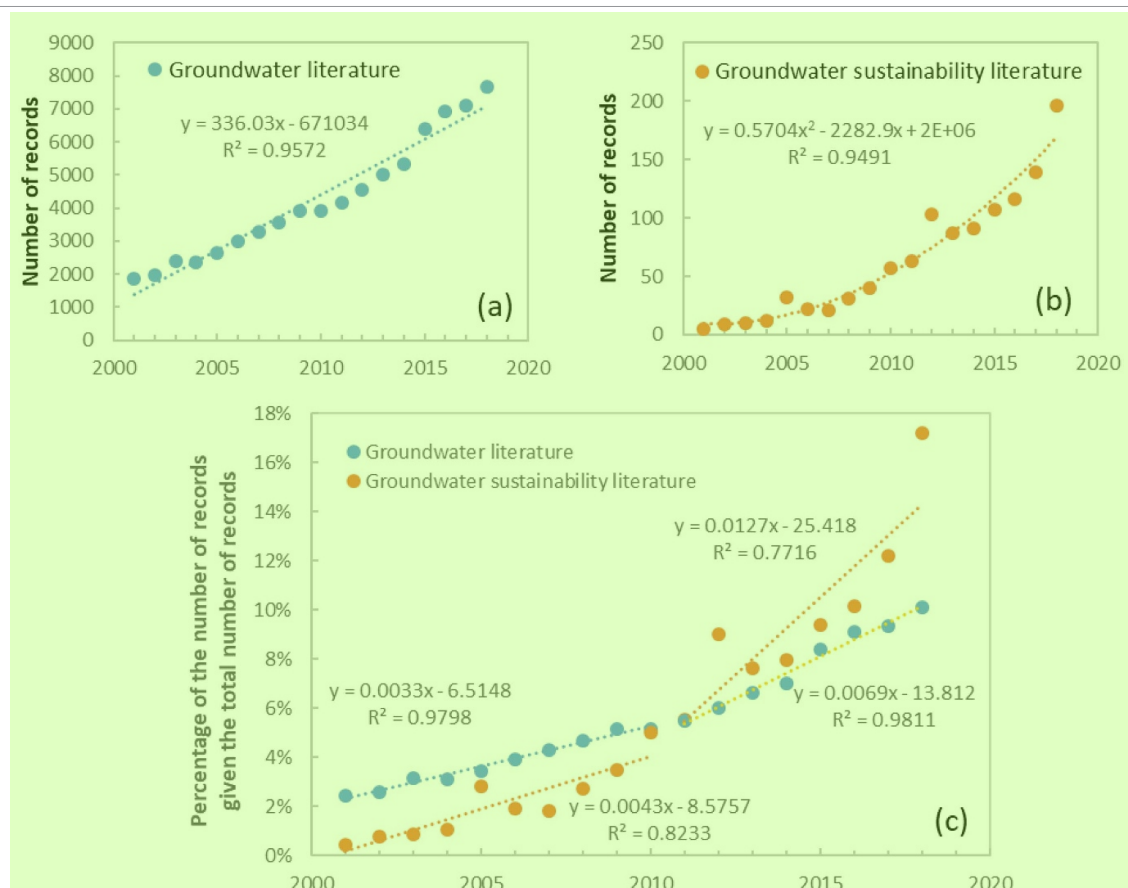 9000
8000
7000
6000
5000
4000
3000
2000
1000
0
Number of records
Groundwater literature
y = 336.03x - 671034
R² = 0.9572
(a)
2000 2005 2010 2015 2020
250
200
150
100
50
0
Number of records
Groundwater sustainability literature
y = 0.5704x² - 2282.9x + 2E+06
R² = 0.9491
(b)
2000 2005 2010 2015 2020
18%
16%
14%
12%
10%
8%
6%
4%
2%
0%
Percentage of the number of records
given the total number of records
Groundwater literature
Groundwater sustainability literature
y = 0.0127x - 25.418
R² = 0.7716
y = 0.0033x - 6.5148
R² = 0.9798
y = 0.0069x - 13.812
R² = 0.9811
y = 0.0043x - 8.5757
R² = 0.8233
(c)
2000 2005 2010 2015 2020